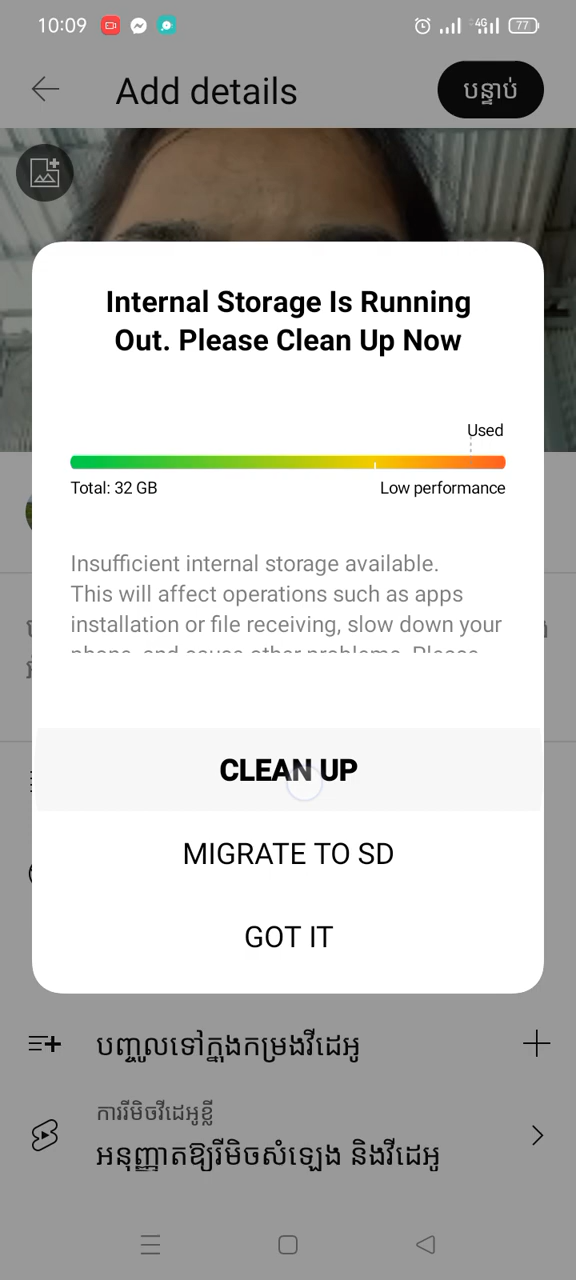 10:09
4G
77
Add details
បន្ទាប់
Internal Storage Is Running
Out. Please Clean Up Now
Used
Total: 32 GB
Low performance
Insufficient internal storage available.
This will affect operations such as apps
installation or file receiving, slow down your
phone, and cause other problems. Please
CLEAN UP
MIGRATE TO SD
GOT IT
បញ្ចូលទៅក្នុងកម្រងវីដេអូ
ការរីមិចវីដេអូខ្លី
អនុញ្ញាតឱ្យរីមិចសំឡេង និងវីដេអូ